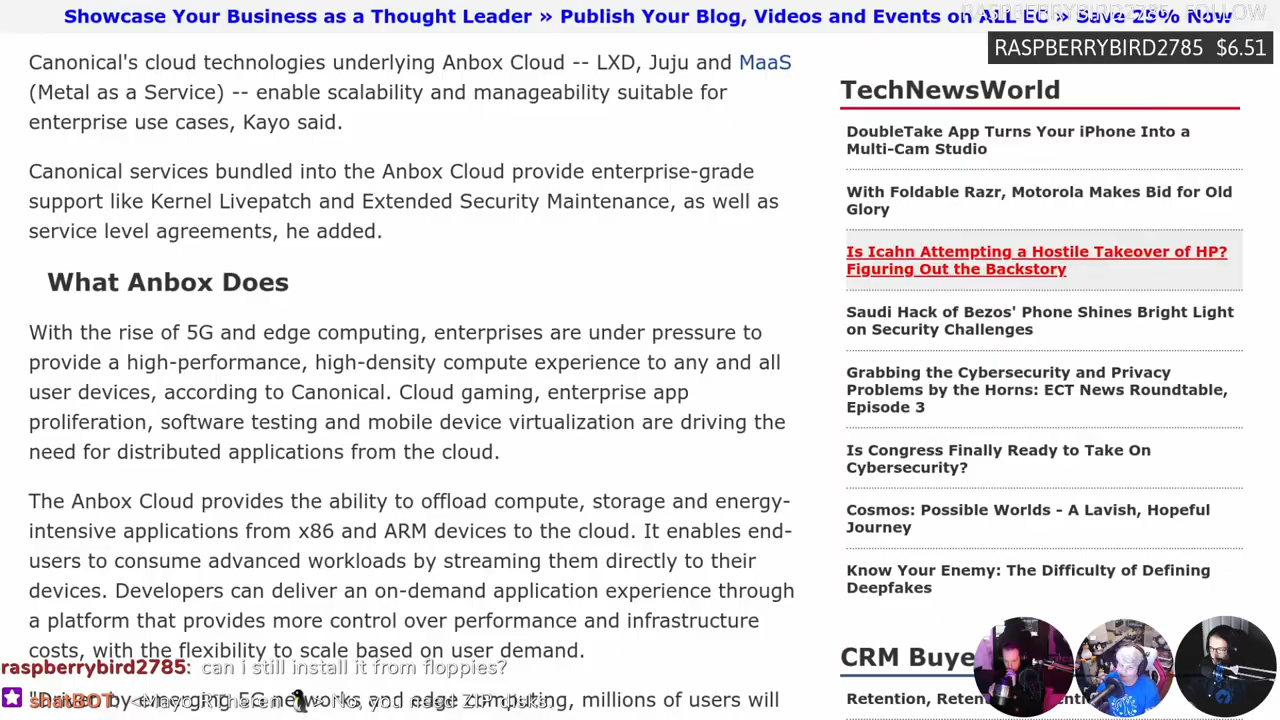 Showcase Your Business as a Thought Leader » Publish Your Blog, Videos and Events on ALL EC » Save 25% Now
RASPBERRYBIRD2785 $6.51
Canonical's cloud technologies underlying Anbox Cloud -- LXD, Juju and MaaS
(Metal as a Service) -- enable scalability and manageability suitable for
enterprise use cases, Kayo said.
Canonical services bundled into the Anbox Cloud provide enterprise-grade
support like Kernel Livepatch and Extended Security Maintenance, as well as
service level agreements, he added.
What Anbox Does
With the rise of 5G and edge computing, enterprises are under pressure to
provide a high-performance, high-density compute experience to any and all
user devices, according to Canonical. Cloud gaming, enterprise app
proliferation, software testing and mobile device virtualization are driving the
need for distributed applications from the cloud.
The Anbox Cloud provides the ability to offload compute, storage and energy-
intensive applications from x86 and ARM devices to the cloud. It enables end-
users to consume advanced workloads by streaming them directly to their
devices. Developers can deliver an on-demand application experience through
a platform that provides more control over performance and infrastructure
costs, with the flexibility to scale based on user demand.
raspberrybird2785: can i still install it from floppies?
shatBOT:
by emerging 5G networks and edge computing, millions of users will
TechNewsWorld
DoubleTake App Turns Your iPhone Into a
Multi-Cam Studio
With Foldable Razr, Motorola Makes Bid for Old
Glory
Is Icahn Attempting a Hostile Takeover of HP?
Figuring Out the Backstory
Saudi Hack of Bezos' Phone Shines Bright Light
on Security Challenges
Grabbing the Cybersecurity and Privacy
Problems by the Horns: ECT News Roundtable,
Episode 3
Is Congress Finally Ready to Take On
Cybersecurity?
Cosmos: Possible Worlds - A Lavish, Hopeful
Journey
Know Your Enemy: The Difficulty of Defining
Deepfakes
CRM Buye
Retention,